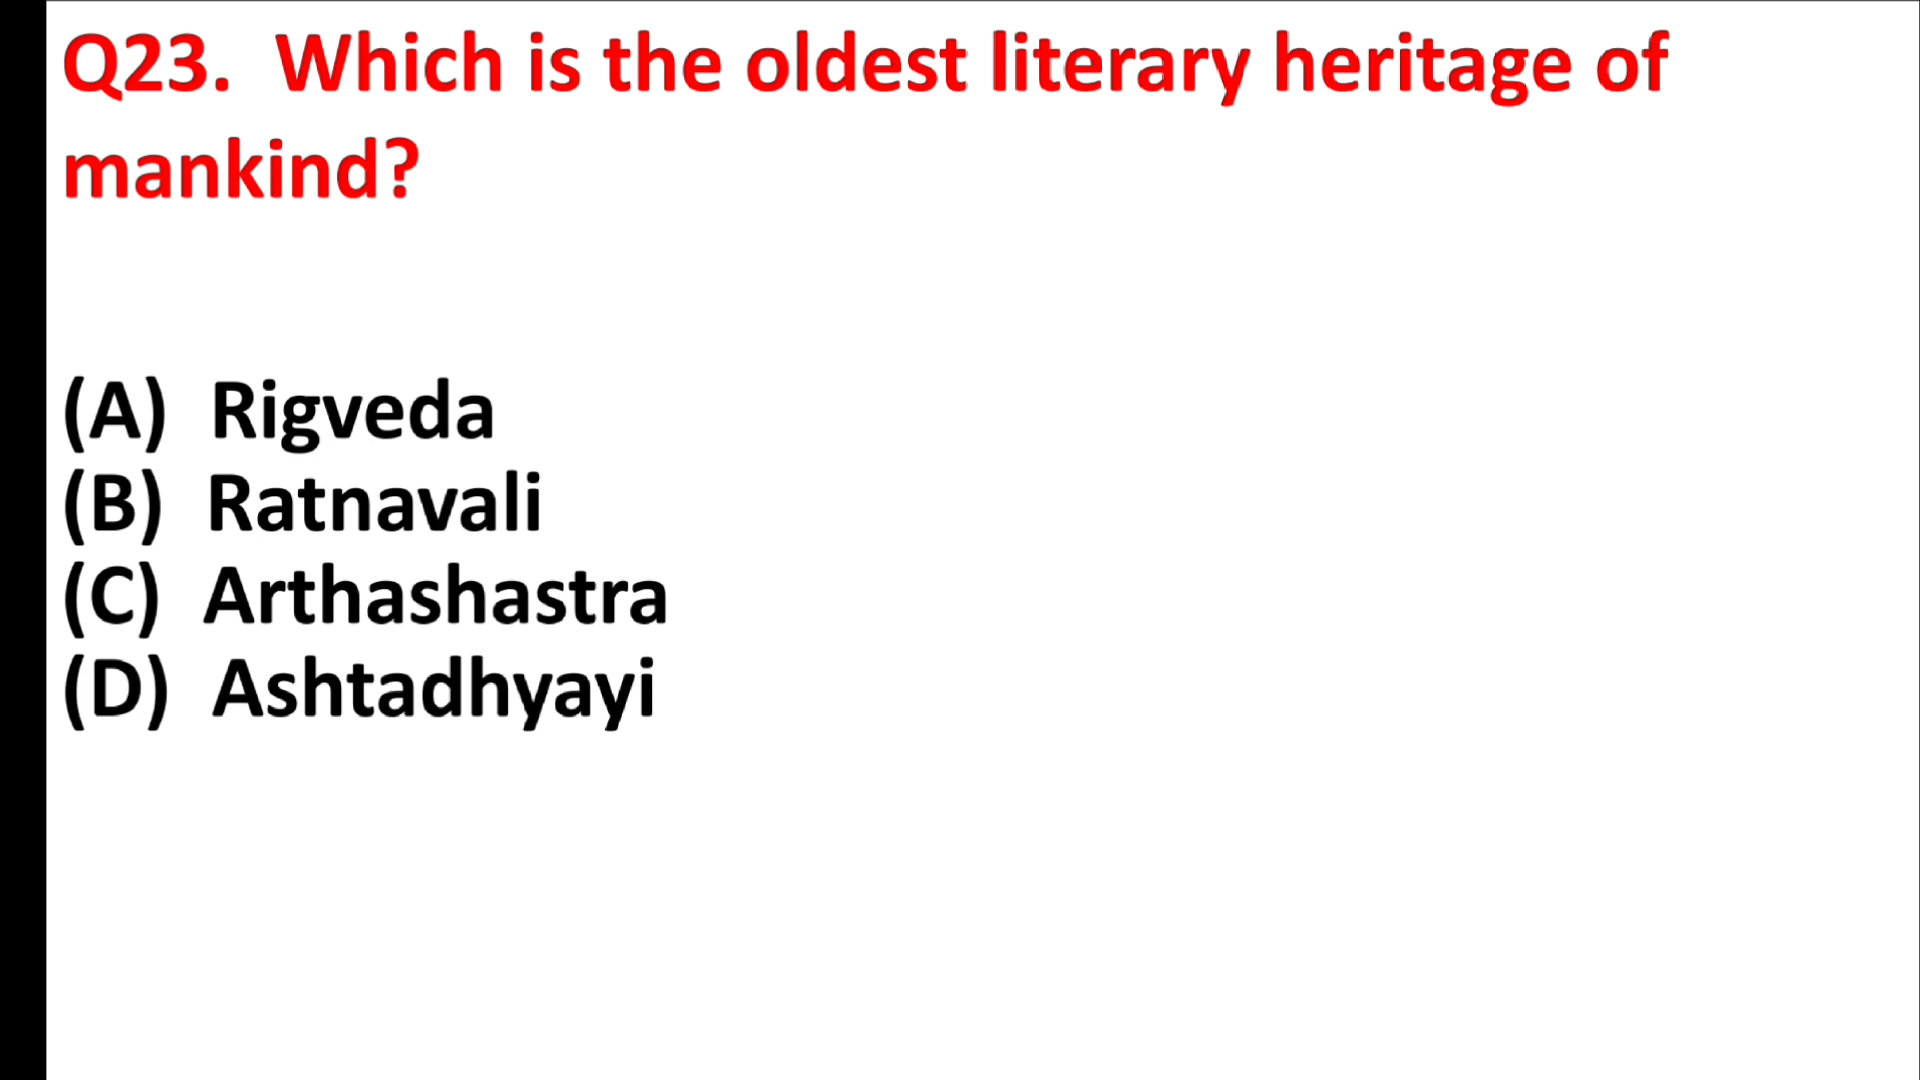 Q23. Which is the oldest literary heritage of
mankind?
(A) Rigveda
(B) Ratnavali
(C) Arthashastra
(D) Ashtadhyayi